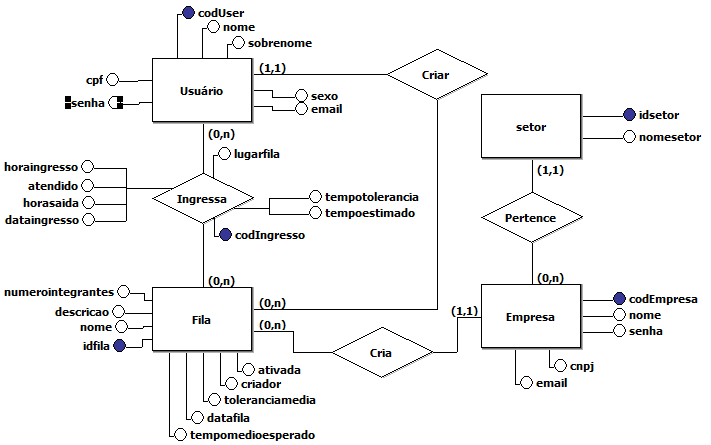 codUser
nome
sobrenome
cpf
Usuário
(1,1)
Criar
senha
sexo
email
idsetor
setor
nomesetor
(0,n)
lugarfila
(1,1)
horaingresso
atendido
horasaida
dataingresso
Ingressa
tempotolerancia
tempoestimado
Pertence
codIngresso
(0,n)
(0,n)
numerointegrantes
descricao
nome
idfila
Fila
(0,n)
(0,n)
(1,1)
Empresa
codEmpresa
nome
senha
Cria
ativada
criador
toleranciamedia
datafila
tempomedioesperado
cnpj
email